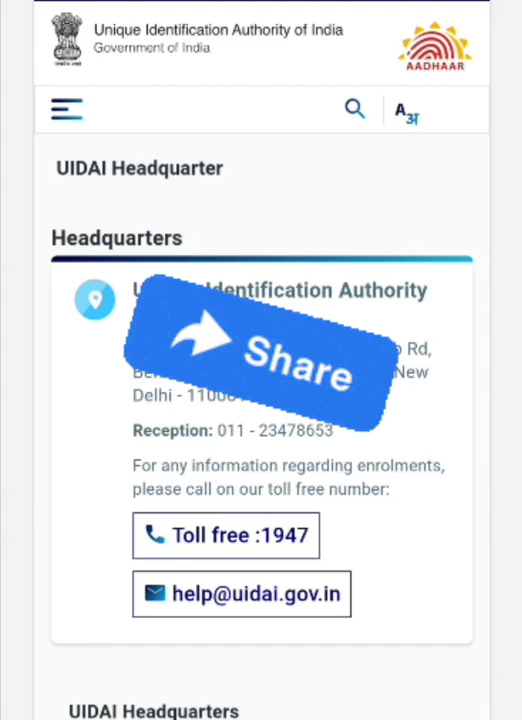 Unique Identification Authority of India
Government of India
AADHAAR
A अ
UIDAI Headquarter
Headquarters
Identification Authority
Share
Rd,
New
Delhi -
Reception: 011 - 23478653
For any information regarding enrolments,
please call on our toll free number:
Toll free :1947
help@uidai.gov.in
UIDAI Headquarters